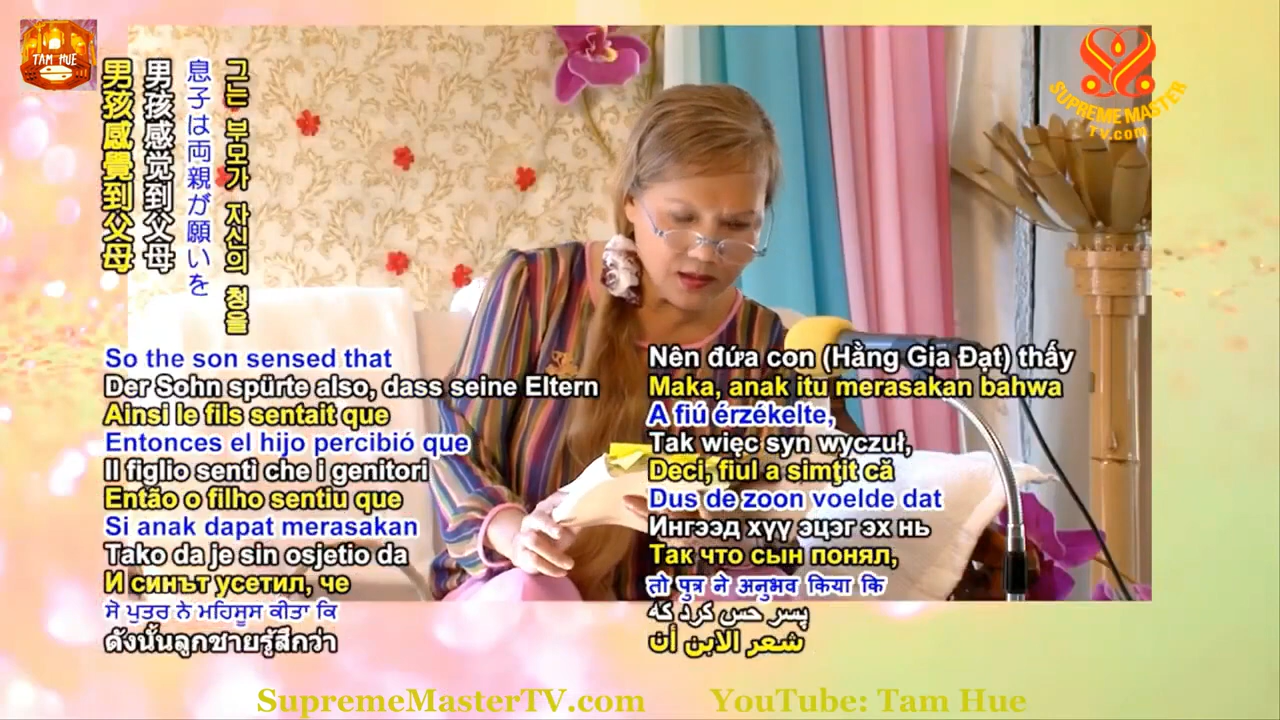 TAM HUE
SUPREME MASTER
TV.com
男孩感覺到父母
男孩感觉到父母
息子は両親が願いを
그는 부모가 자신의 청을
So the son sensed that
Der Sohn spürte also, dass seine Eltern
Ainsi le fils sentait que
Entonces el hijo percibió que
Il figlio sentì che i genitori
Então o filho sentiu que
Si anak dapat merasakan
Tako da je sin osjetio da
И синът усетил, че
ਸੋ ਪੁਤਰ ਨੇ ਮਹਿਸੂਸ ਕੀਤਾ ਕਿ
ดังนั้นลูกชายรู้สึกว่า
Nên đứa con (Hằng Gia Đạt) thấy
Maka, anak itu merasakan bahwa
A fiú érzékelte,
Tak więc syn wyczuł,
Deci, fiul a simţit că
Dus de zoon voelde dat
Ингээд хүү эцэг эх нь
Так что сын понял,
तो पुत्र ने अनुभव किया कि
پسر حس کرد که
شعر الابن أن
SupremeMasterTV.com YouTube: Tam Hue